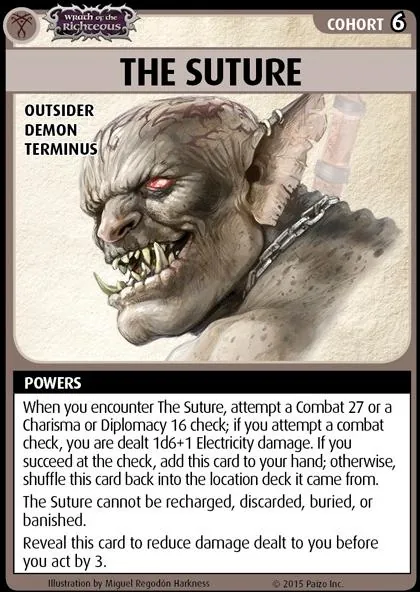 WRATH of the
RIGHTEOUS
COHORT 6
THE SUTURE
OUTSIDER
DEMON
TERMINUS
POWERS
When you encounter The Suture, attempt a Combat 27 or a
Charisma or Diplomacy 16 check; if you attempt a combat
check, you are dealt 1d6+1 Electricity damage. If you
succeed at the check, add this card to your hand; otherwise,
shuffle this card back into the location deck it came from.
The Suture cannot be recharged, discarded, buried, or
banished.
Reveal this card to reduce damage dealt to you before
you act by 3.
Illustration by Miguel Regodón Harkness
© 2015 Paizo Inc.